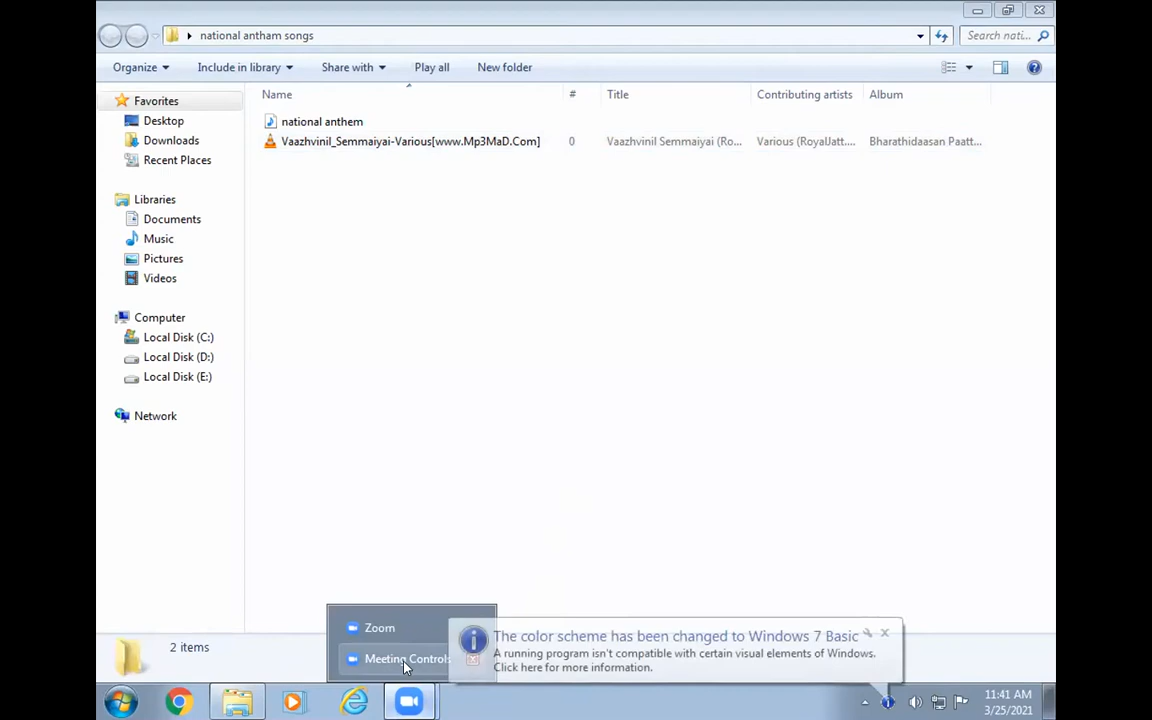 national antham songs
Search nati...
Organize Include in library Share with Play all New folder
Name # Title Contributing artists Album
national anthem
Vaazhvinil_Semmaiyai-Various[www.Mp3MaD.Com] 0 Vaazhvinil Semmaiyai (Ro... Various (RoyalJatt.... Bharathidaasan Paatt...
Favorites
Desktop
Downloads
Recent Places
Libraries
Documents
Music
Pictures
Videos
Computer
Local Disk (C:)
Local Disk (D:)
Local Disk (E:)
Network
2 items
Zoom
Meeting Controls
The color scheme has been changed to Windows 7 Basic
A running program isn't compatible with certain visual elements of Windows.
Click here for more information.
11:41 AM
3/25/2021